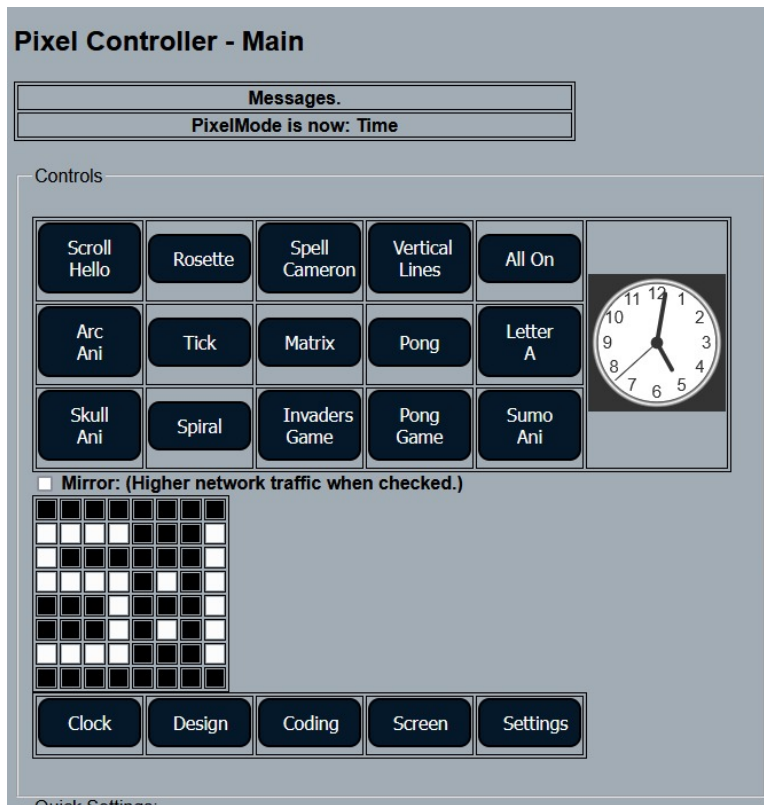 Pixel Controller - Main
Messages.
PixelMode is now: Time
Controls
Scroll
Hello
Rosette
Spell
Cameron
Vertical
Lines
All On
Arc
Ani
Tick
Matrix
Pong
Letter
A
Skull
Ani
Spiral
Invaders
Game
Pong
Game
Sumo
Ani
12
1
2
3
4
5
6
7
8
9
10
11
Mirror: (Higher network traffic when checked.)
Clock
Design
Coding
Screen
Settings
Quick Settings: